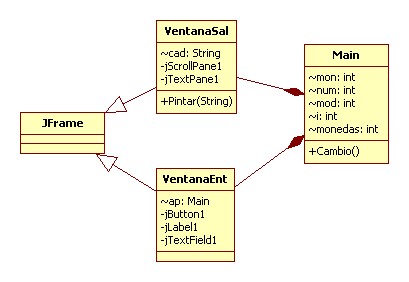 VentanaSal
~cad: String
-jScrollPane1
-jTextPane1
+Pintar(String)
Main
~mon: int
~num: int
~mod: int
~i: int
~monedas: int
+Cambio()
JFrame
VentanaEnt
~ap: Main
-jButton1
-jLabel1
-jTextField1